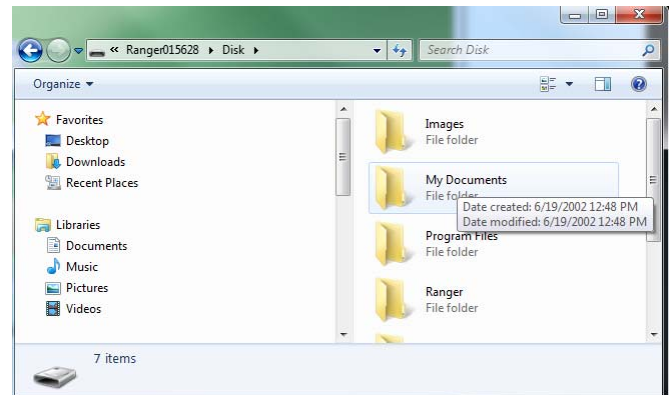 « Ranger015628 ▸ Disk ▸
Search Disk
Organize
Favorites
Desktop
Downloads
Recent Places
Libraries
Documents
Music
Pictures
Videos
Images
File folder
My Documents
File folder
Date created: 6/19/2002 12:48 PM
Date modified: 6/19/2002 12:48 PM
Program Files
File folder
Ranger
File folder
7 items